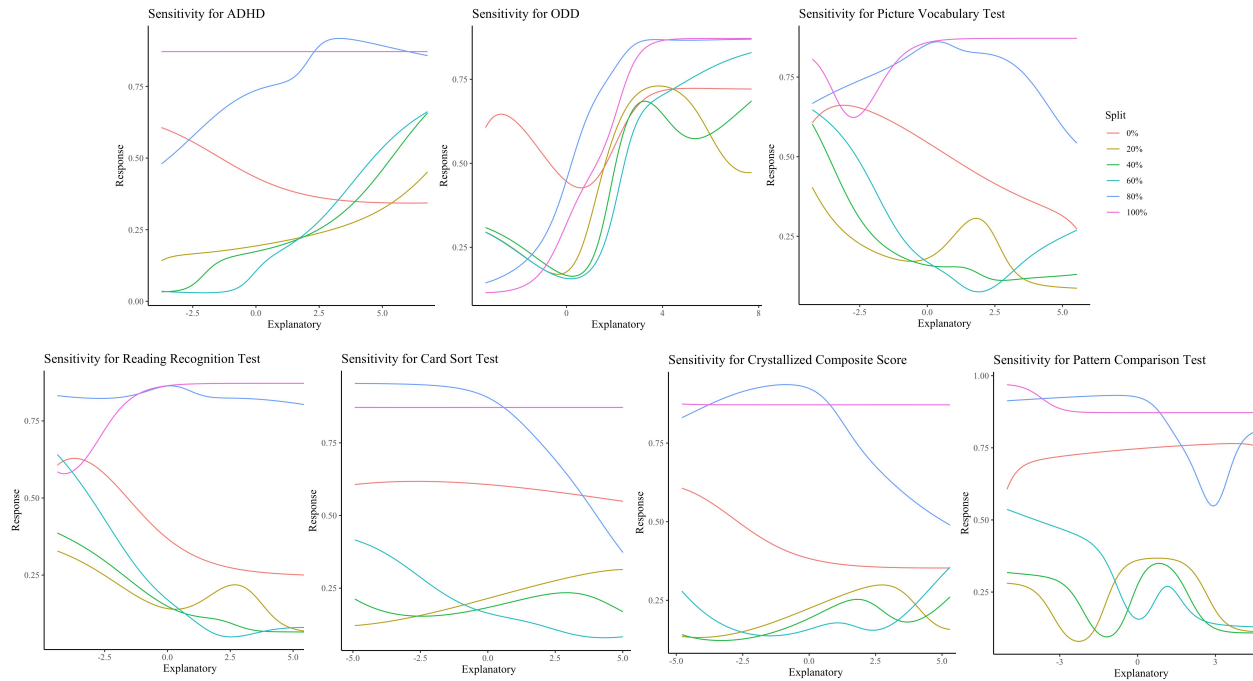 Sensitivity for ADHD
Response
0.75
0.50
0.25
0.00
-2.5 0.0 2.5 5.0
Explanatory
Sensitivity for ODD
Response
0.75
0.50
0.25
0 4 8
Explanatory
Sensitivity for Picture Vocabulary Test
Response
0.75
0.50
0.25
-2.5 0.0 2.5 5.0
Explanatory
Split
0%
20%
40%
60%
80%
100%
Sensitivity for Reading Recognition Test
Response
0.75
0.50
0.25
-2.5 0.0 2.5 5.0
Explanatory
Sensitivity for Card Sort Test
Response
0.75
0.50
0.25
-5.0 -2.5 0.0 2.5 5.0
Explanatory
Sensitivity for Crystallized Composite Score
Response
0.75
0.50
0.25
-5.0 -2.5 0.0 2.5 5.0
Explanatory
Sensitivity for Pattern Comparison Test
Response
1.00
0.75
0.50
0.25
-3 0 3
Explanatory